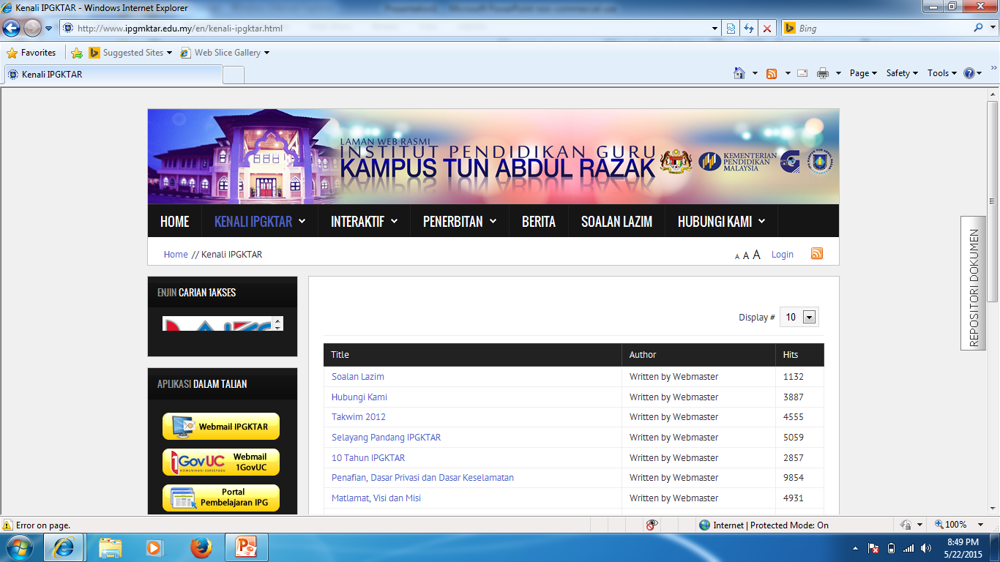 Kenali IPGKTAR - Windows Internet Explorer
http://www.ipgmktar.edu.my/en/kenali-ipgktar.html
Bing
Favorites
Suggested Sites
Web Slice Gallery
Kenali IPGKTAR
Page
Safety
Tools
LAMAN WEB RASMI
INSTITUT PENDIDIKAN GURU
KAMPUS TUN ABDUL RAZAK
KEMENTERIAN
PENDIDIKAN
MALAYSIA
HOME
KENALI IPGKTAR
INTERAKTIF
PENERBITAN
BERITA
SOALAN LAZIM
HUBUNGI KAMI
Home // Kenali IPGKTAR
A A A
Login
REPOSITORI DOKUMEN
ENJIN CARIAN 1AKSES
APLIKASI DALAM TALIAN
Webmail IPGKTAR
1GovUC
KOMUNIKASI BERSEPADU
Webmail
1GovUC
Portal
Pembelajaran IPG
Display # 10
Title Author Hits
Soalan Lazim Written by Webmaster 1132
Hubungi Kami Written by Webmaster 3887
Takwim 2012 Written by Webmaster 4555
Selayang Pandang IPGKTAR Written by Webmaster 5059
10 Tahun IPGKTAR Written by Webmaster 2857
Penafian, Dasar Privasi dan Dasar Keselamatan Written by Webmaster 9854
Matlamat, Visi dan Misi Written by Webmaster 4931
Error on page.
Internet | Protected Mode: On
100%
8:49 PM
5/22/2015